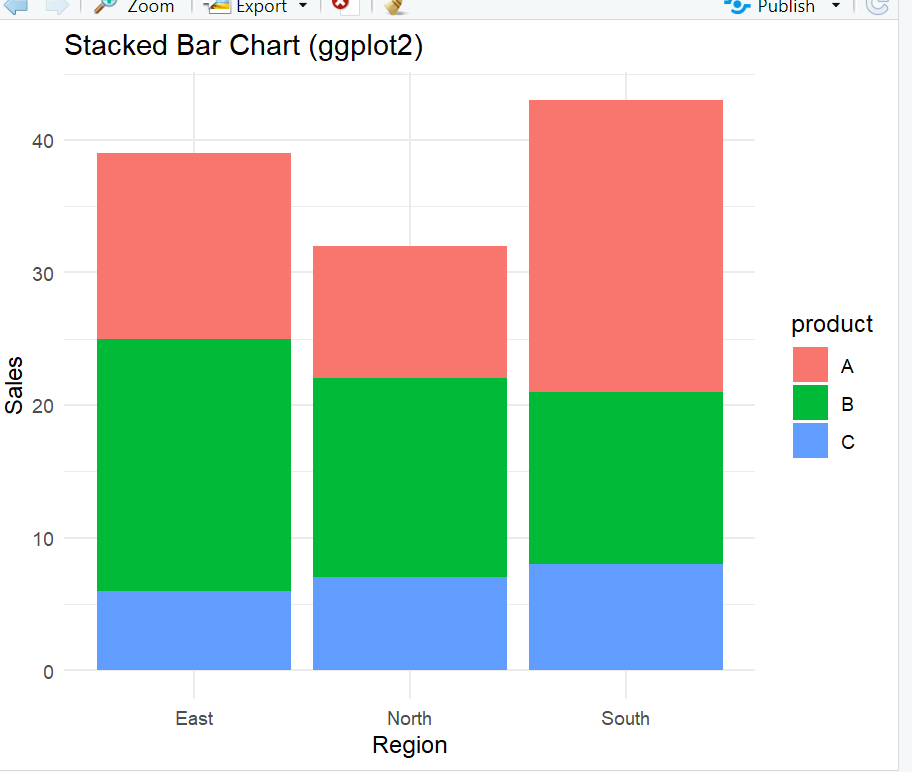 Zoom Export Publish
Stacked Bar Chart (ggplot2)
40
30
20
10
0
Sales
East North South
Region
product
A
B
C